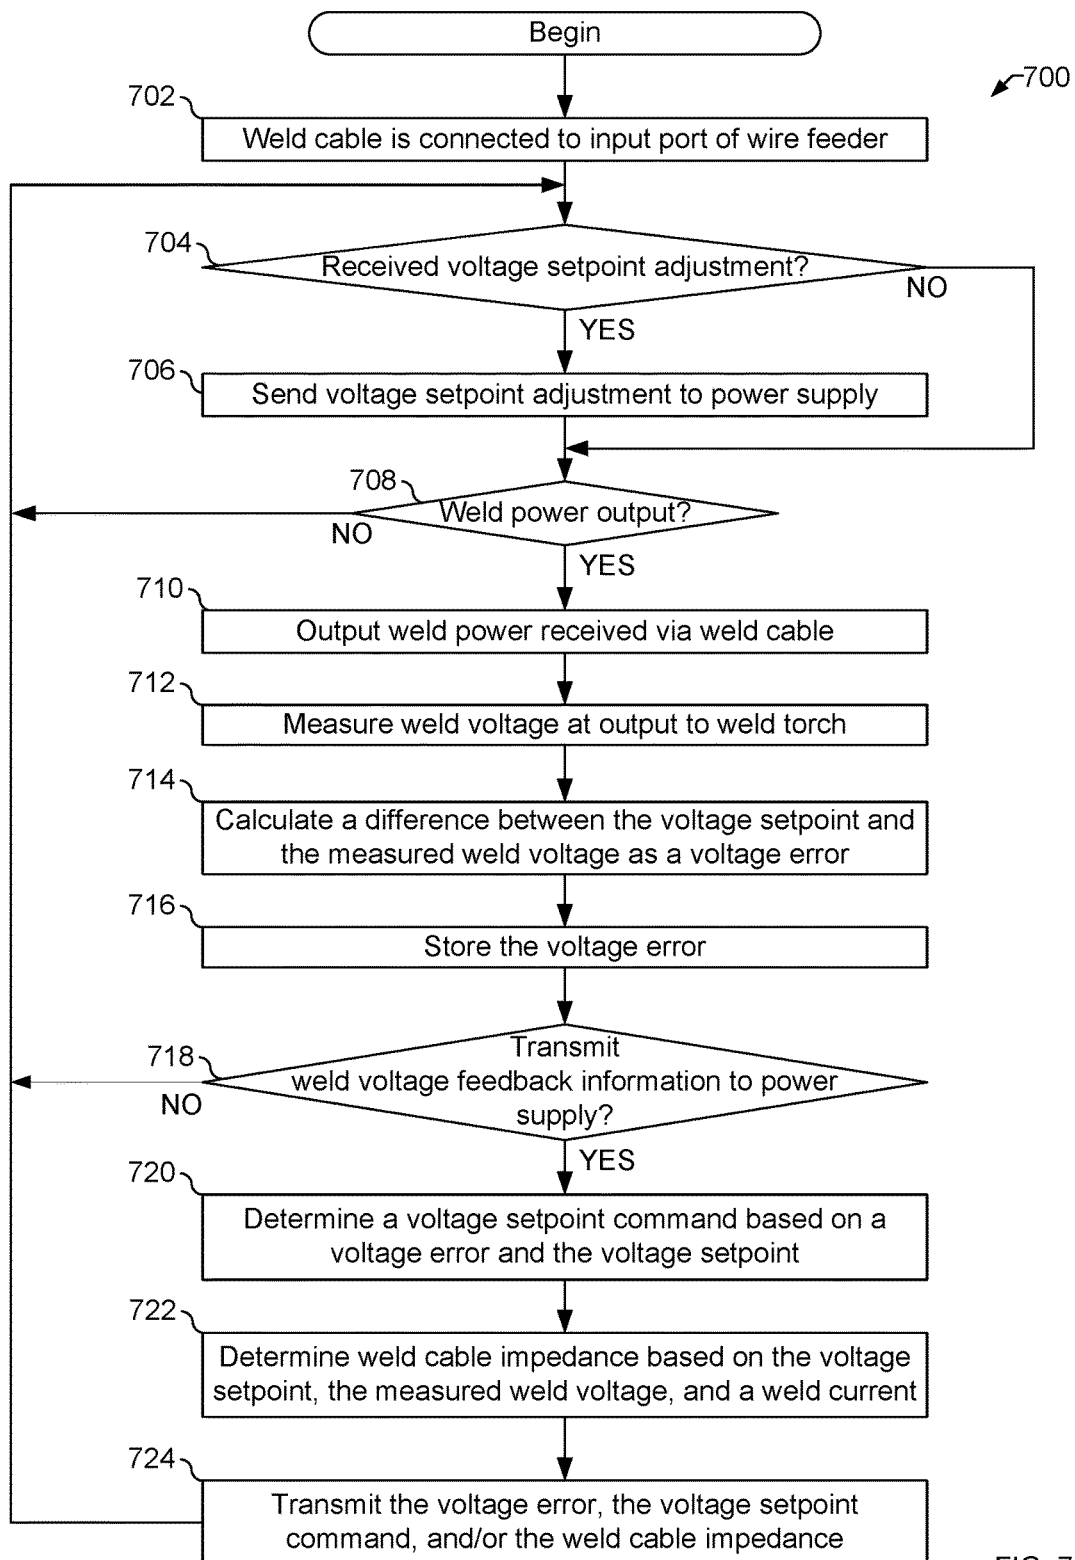 Begin
700
702
Weld cable is connected to input port of wire feeder
704
Received voltage setpoint adjustment?
NO
YES
706
Send voltage setpoint adjustment to power supply
708
Weld power output?
NO
YES
710
Output weld power received via weld cable
712
Measure weld voltage at output to weld torch
714
Calculate a difference between the voltage setpoint and
the measured weld voltage as a voltage error
716
Store the voltage error
718
Transmit
weld voltage feedback information to power
supply?
NO
YES
720
Determine a voltage setpoint command based on a
voltage error and the voltage setpoint
722
Determine weld cable impedance based on the voltage
setpoint, the measured weld voltage, and a weld current
724
Transmit the voltage error, the voltage setpoint
command, and/or the weld cable impedance
FIG. 7